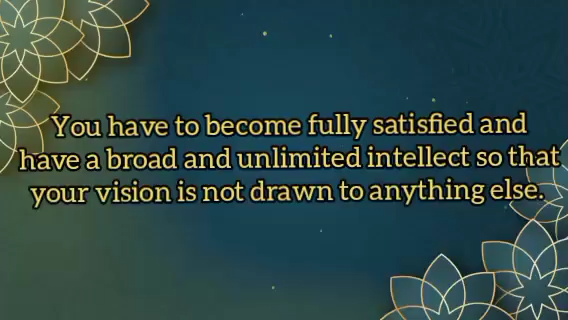 You have to become fully satisfied and
have a broad and unlimited intellect so that
your vision is not drawn to anything else.